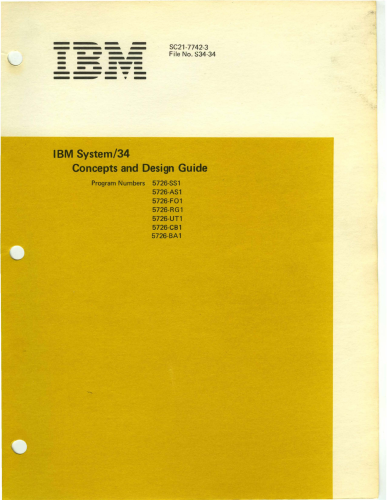 IBM
SC21-7742-3
File No. S34-34
IBM System/34
Concepts and Design Guide
Program Numbers 5726-SS1
5726-AS1
5726-FO1
5726-RG1
5726-UT1
5726-CB1
5726-BA1